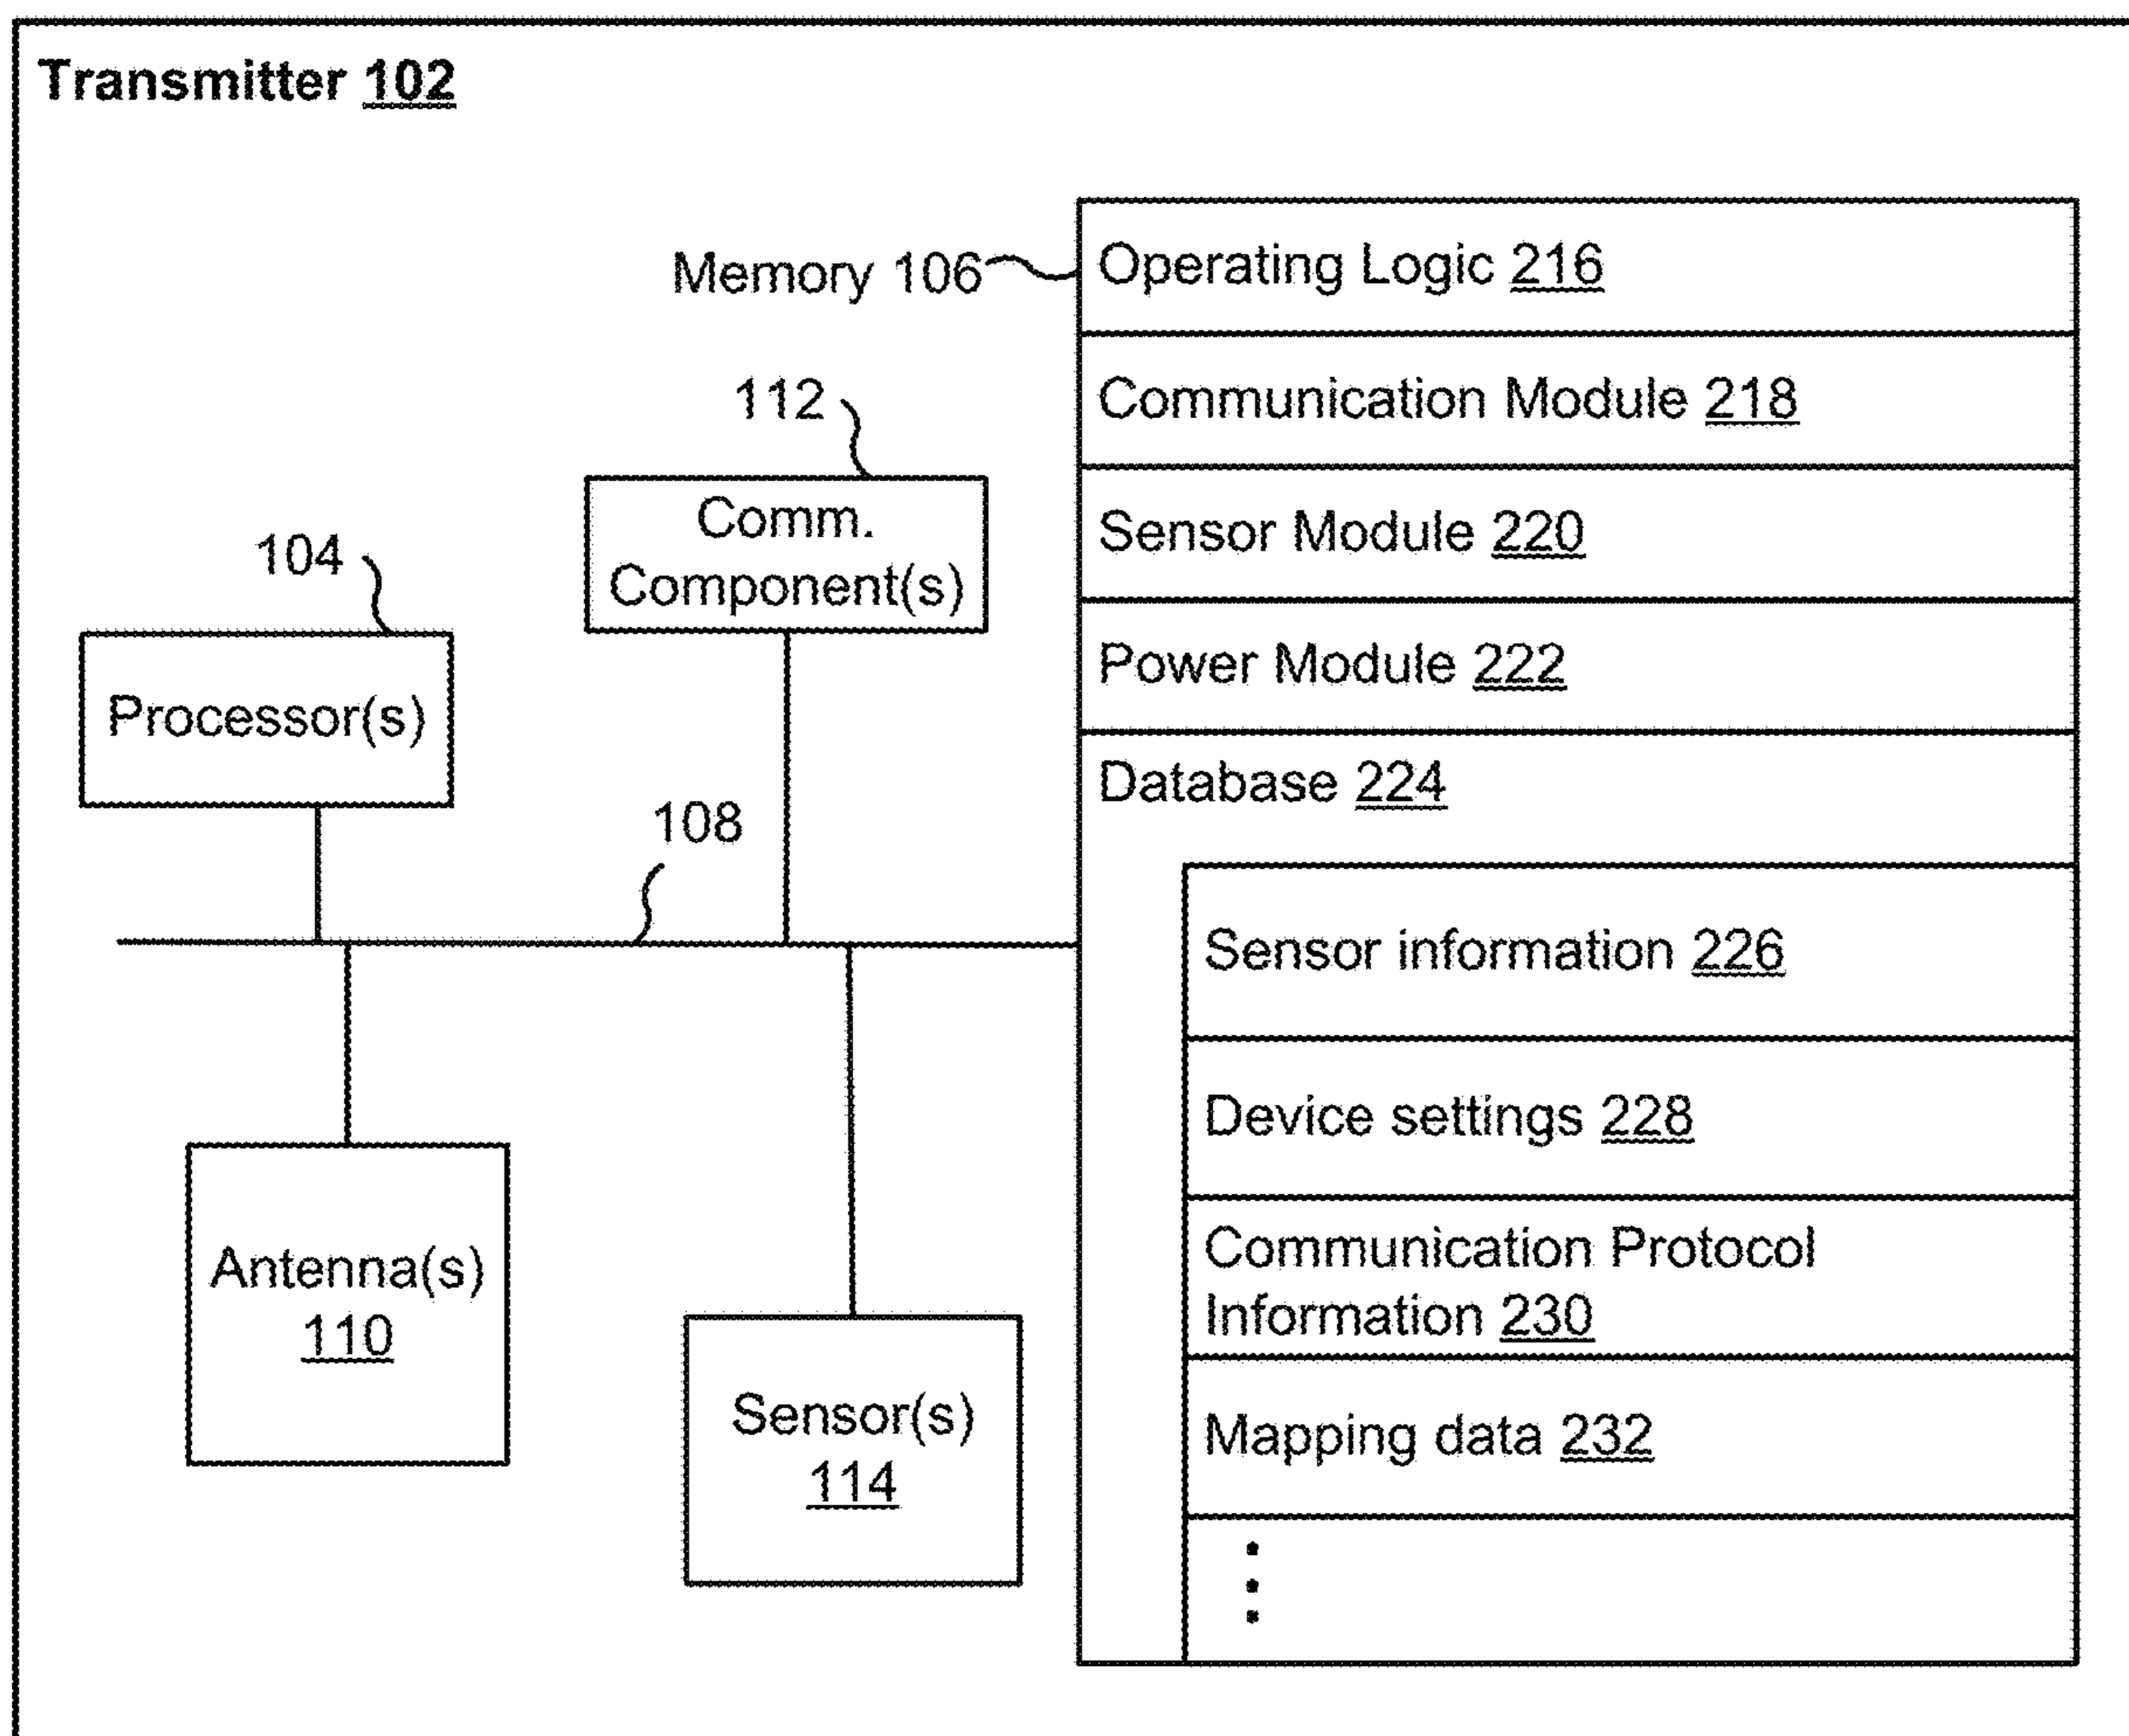 Transmitter 102
Memory 106
Operating Logic 216
Communication Module 218
Sensor Module 220
Power Module 222
Database 224
Sensor information 226
Device settings 228
Communication Protocol
Information 230
Mapping data 232
112
Comm.
Component(s)
104
Processor(s)
108
Antenna(s)
110
Sensor(s)
114